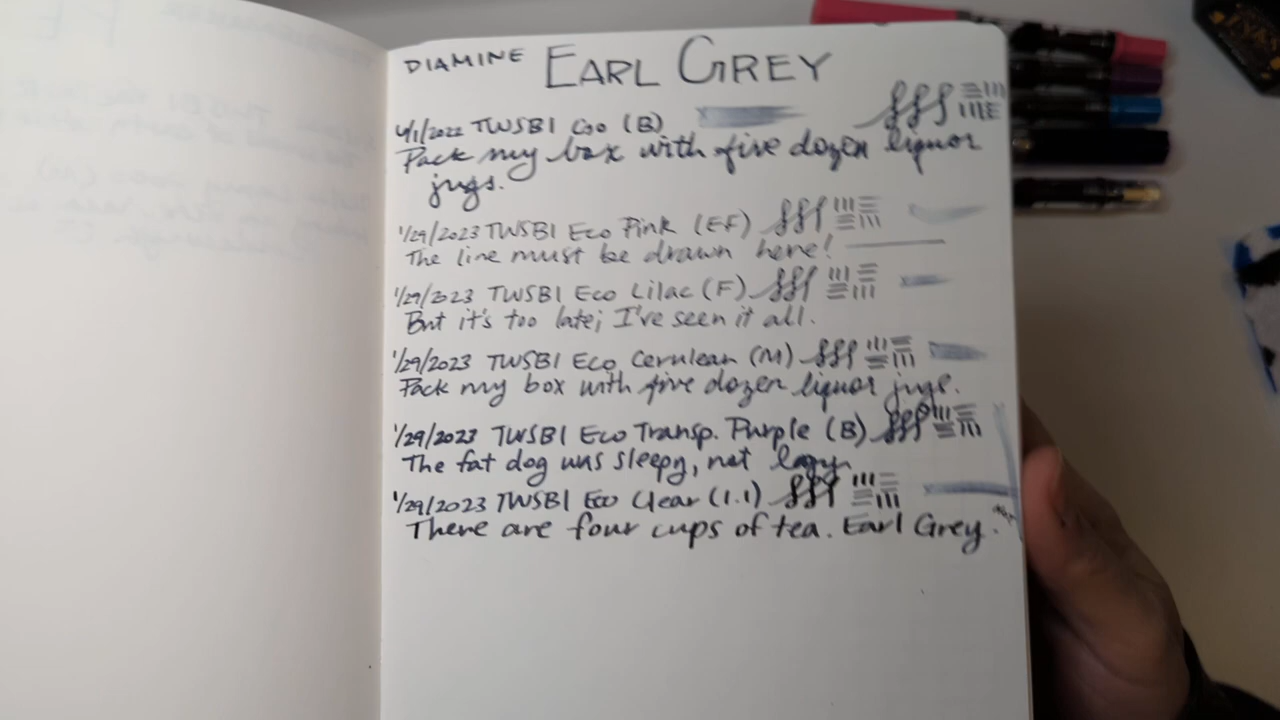 DIAMINE EARL GREY
4/1/2022 TWSBI Eco (B)
Pack my box with five dozen liquor
jugs.
1/29/2023 TWSBI Eco Pink (EF)
The line must be drawn here!
1/29/2023 TWSBI Eco Lilac (F)
But it's too late; I've seen it all.
1/29/2023 TWSBI Eco Cerulean (M)
Pack my box with five dozen liquor jugs.
1/29/2023 TWSBI Eco Transp. Purple (B)
The fat dog was sleepy, not lazy.
1/29/2023 TWSBI Eco Clear (1.1)
There are four cups of tea. Earl Grey.